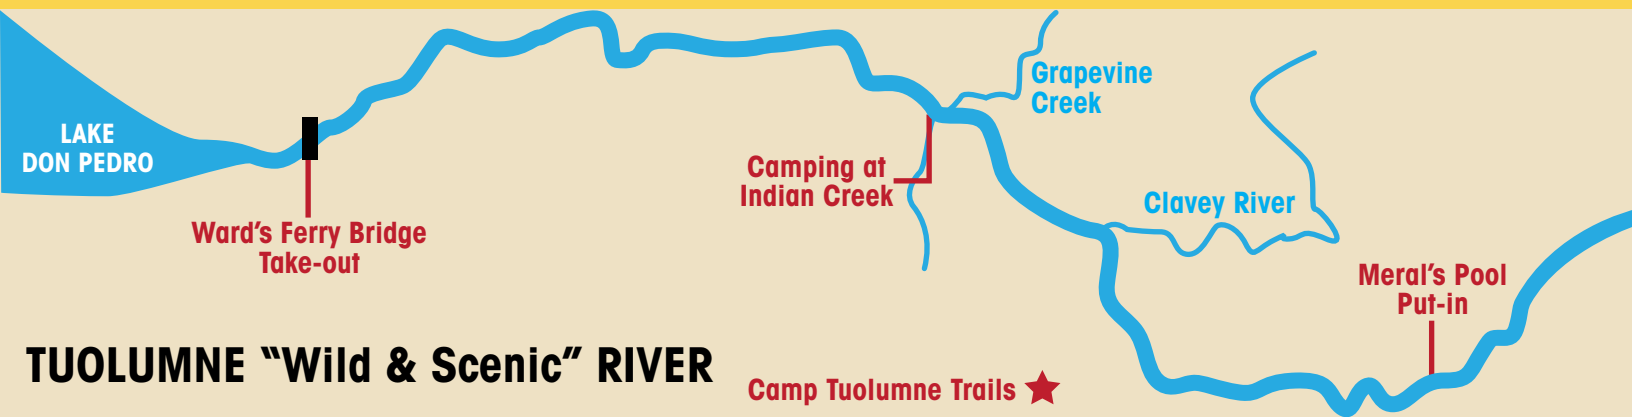 LAKE
DON PEDRO
Ward's Ferry Bridge
Take-out
Camping at
Indian Creek
Grapevine
Creek
Clavey River
Meral's Pool
Put-in
TUOLUMNE "Wild & Scenic" RIVER
Camp Tuolumne Trails